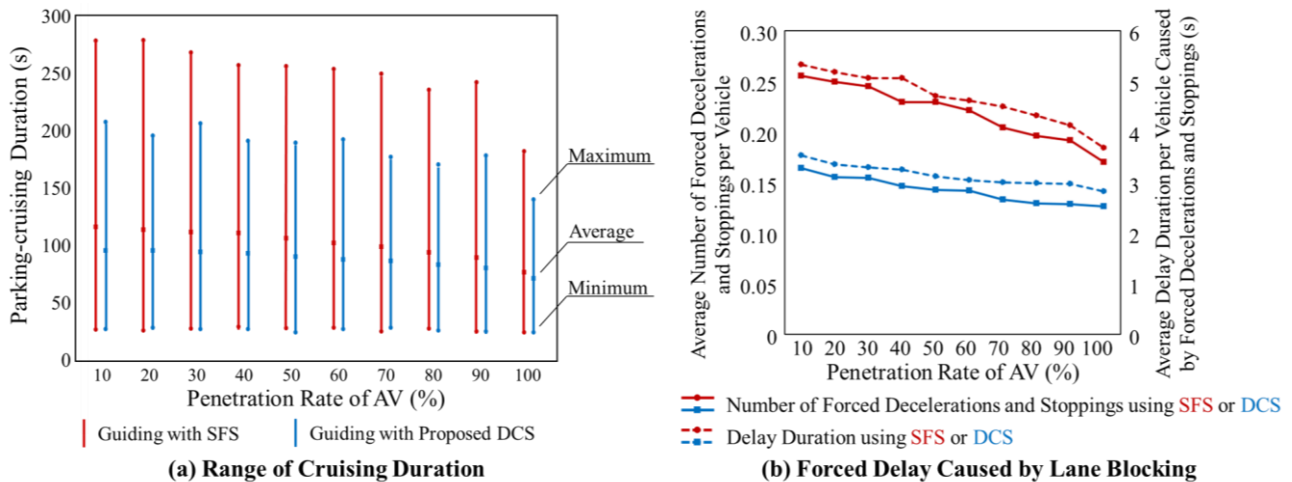 Parking-cruising Duration (s)
300
250
200
150
100
50
0
10 20 30 40 50 60 70 80 90 100
Penetration Rate of AV (%)
Maximum
Average
Minimum
Guiding with SFS
Guiding with Proposed DCS
(a) Range of Cruising Duration
Average Number of Forced Decelerations
and Stoppings per Vehicle
0.30
0.25
0.20
0.15
0.10
0.05
0
10 20 30 40 50 60 70 80 90 100
Penetration Rate of AV (%)
6
5
4
3
2
1
0
Average Delay Duration per Vehicle Caused
by Forced Decelerations and Stoppings (s)
Number of Forced Decelerations and Stoppings using SFS or DCS
Delay Duration using SFS or DCS
(b) Forced Delay Caused by Lane Blocking